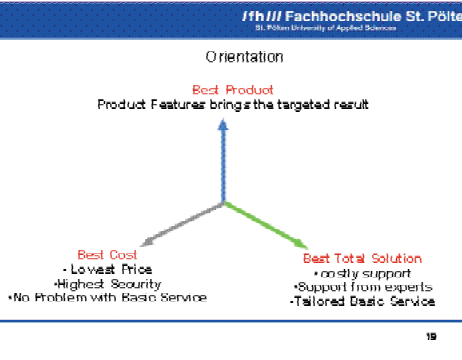 /fh/// Fachhochschule St. Pölte
St. Pölten University of Applied Sciences
Orientation
Best Product
Product Features brings the targeted result
Best Cost
- Lowest Price
•Highest Security
•No Problem with Basic Service
Best Total Solution
• costly support
•Support from experts
-Tailored Basic Service
19